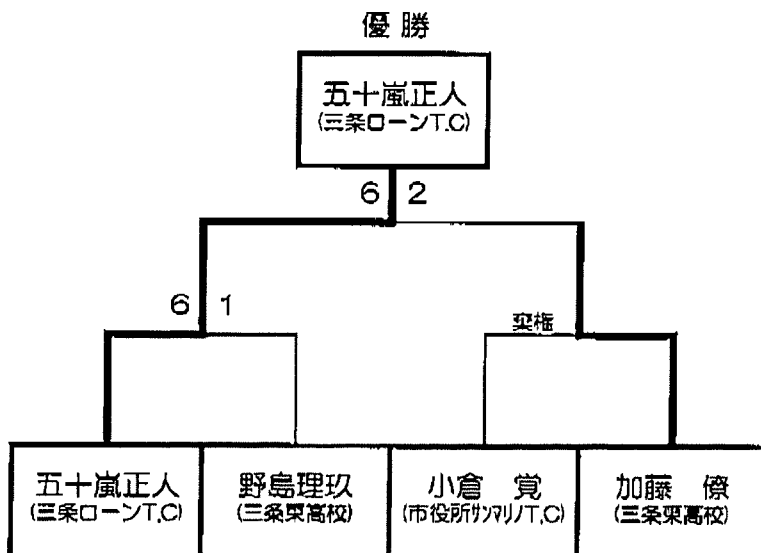 優勝
五十嵐正人
(三条ローンT.C)
6 2
6 1
棄権
五十嵐正人
(三条ローンT.C)
野島理玖
(三条東高校)
小倉 覚
(市役所サンマリノT.C)
加藤 僚
(三条東高校)